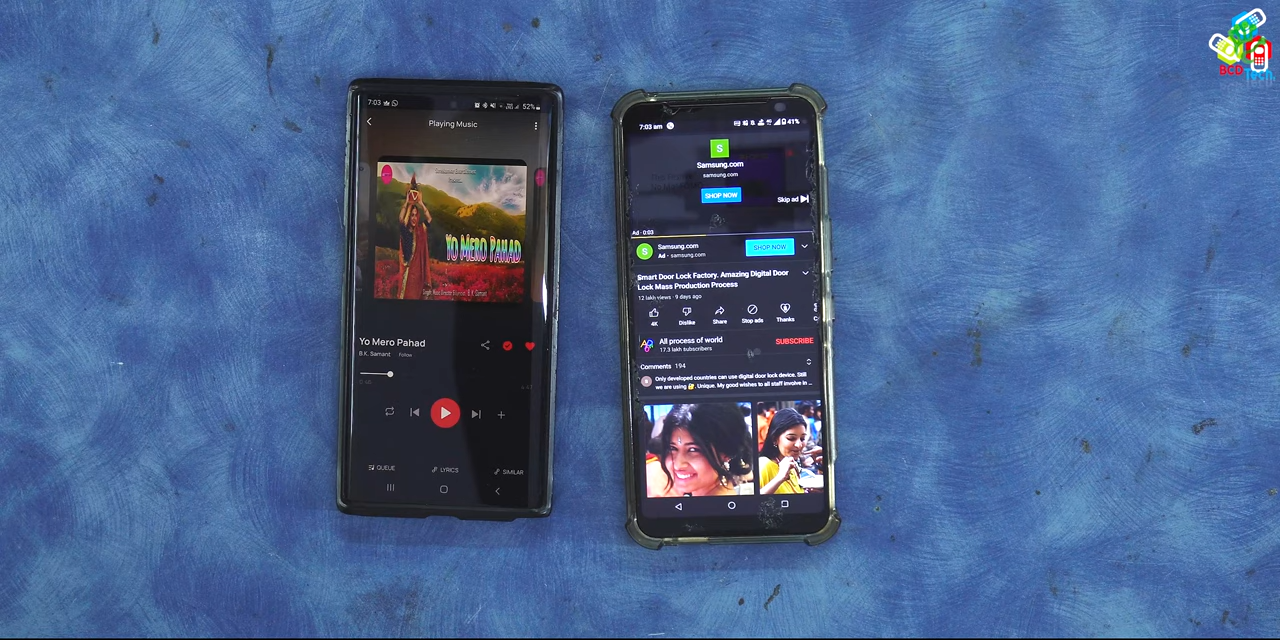 BCD Tech
7:03
52%
Playing Music
YO MERO PAHAD
Yo Mero Pahad
B.K. Samant Follow
QUEUE
LYRICS
SIMILAR
7:03 am
41%
S
Samsung.com
samsung.com
SHOP NOW
Skip ad
Ad · 0:03
S
Samsung.com
Ad · samsung.com
SHOP NOW
Smart Door Lock Factory. Amazing Digital Door
Lock Mass Production Process
12 lakh views · 9 days ago
4K
Dislike
Share
Stop ads
Thanks
All process of world
17.3 lakh subscribers
SUBSCRIBE
Comments 194
Only developed countries can use digital door lock device. Still
we are using 🔐. Unique. My good wishes to all staff involve in ...